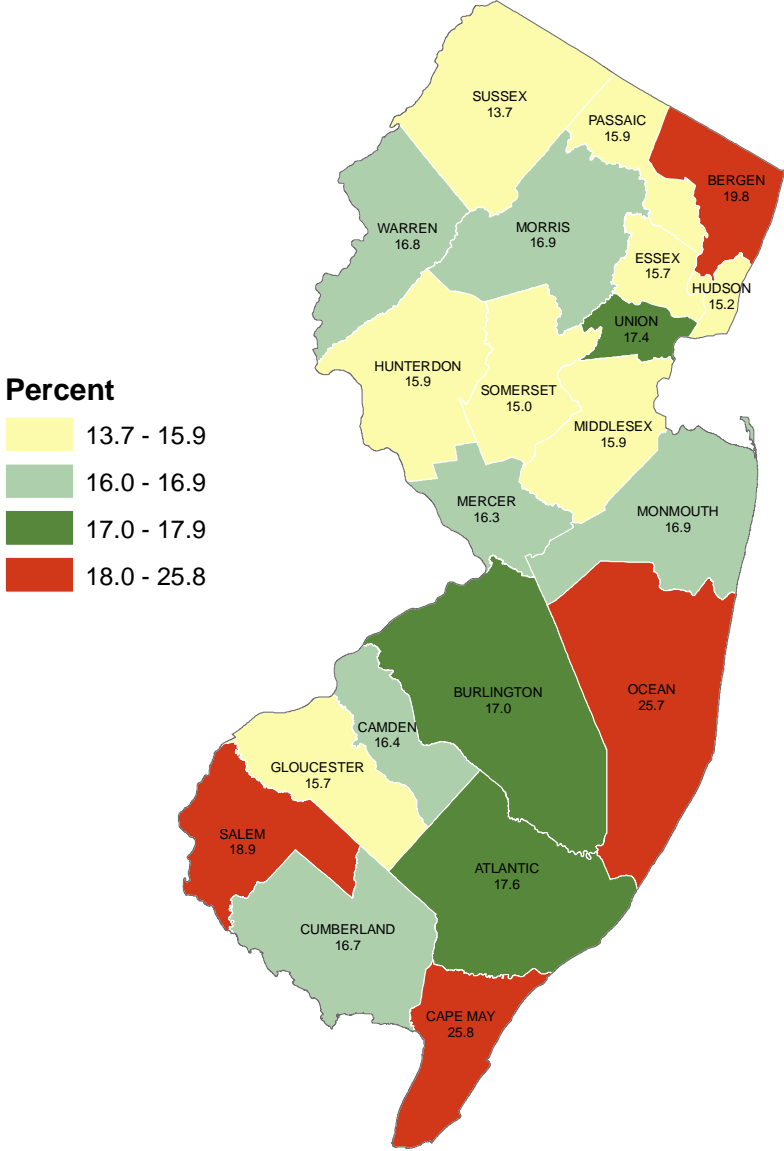 SUSSEX
13.7
PASSAIC
15.9
BERGEN
19.8
WARREN
16.8
MORRIS
16.9
ESSEX
15.7
HUDSON
15.2
UNION
17.4
HUNTERDON
15.9
SOMERSET
15.0
MIDDLESEX
15.9
MERCER
16.3
MONMOUTH
16.9
Percent
13.7 - 15.9
16.0 - 16.9
17.0 - 17.9
18.0 - 25.8
BURLINGTON
17.0
OCEAN
25.7
CAMDEN
16.4
GLOUCESTER
15.7
SALEM
18.9
ATLANTIC
17.6
CUMBERLAND
16.7
CAPE MAY
25.8